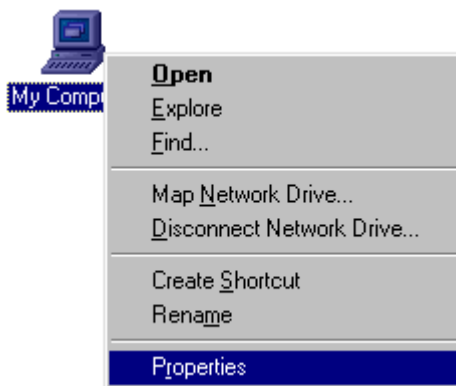 My Comp
Open
Explore
Find...
Map Network Drive...
Disconnect Network Drive...
Create Shortcut
Rename
Properties